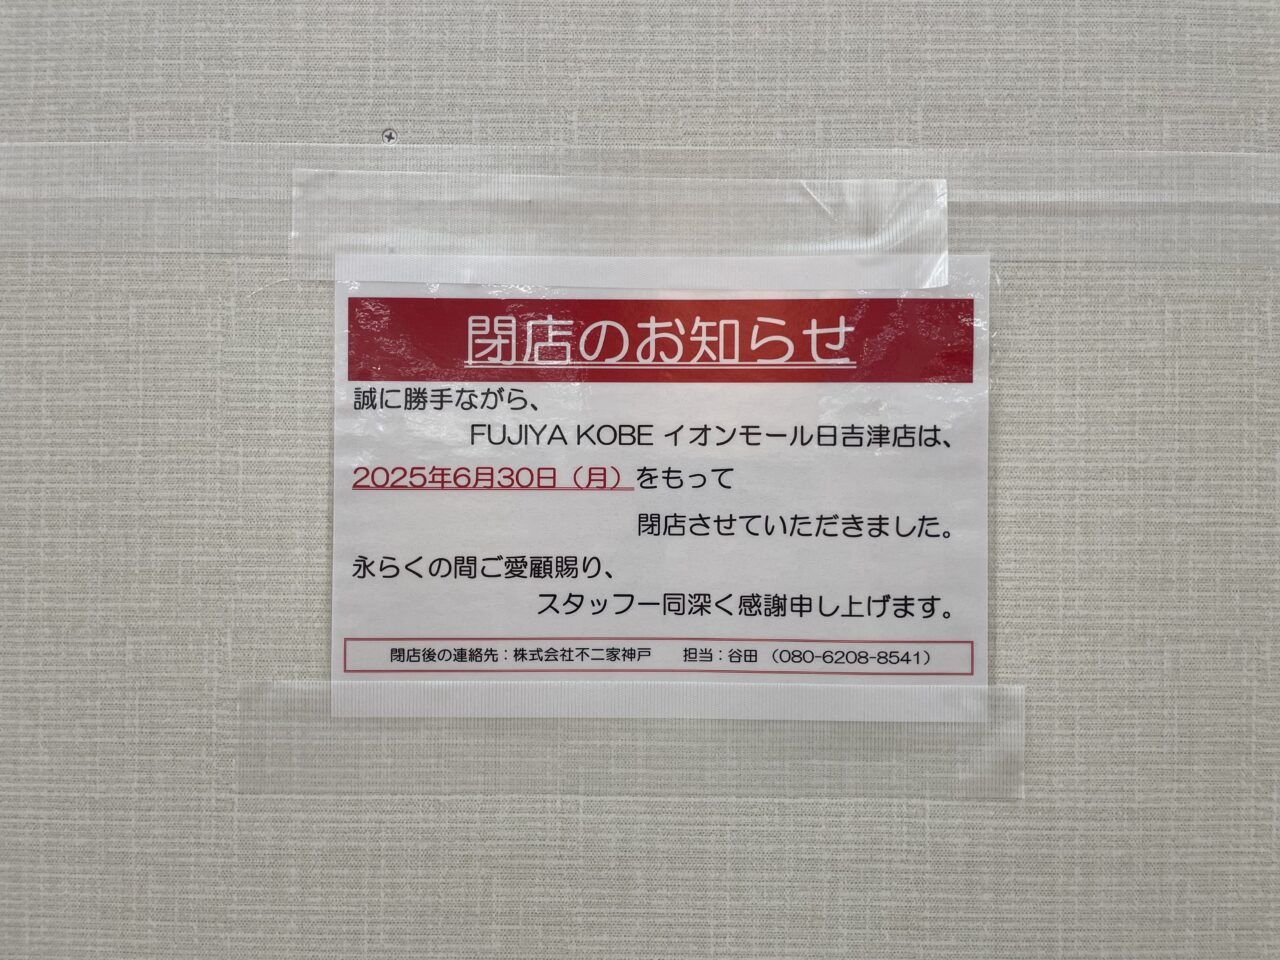 閉店のお知らせ
誠に勝手ながら、
FUJIYA KOBE イオンモール日吉津店は、
2025年6月30日（月）をもって
閉店させていただきました。
永らくの間ご愛顧賜り、
スタッフ一同深く感謝申し上げます。
閉店後の連絡先：株式会社不二家神戸　担当：谷田（080-6208-8541）